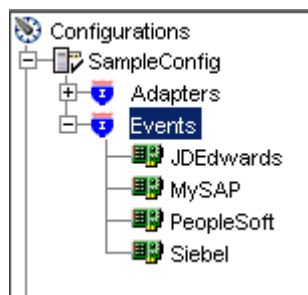 Configurations
SampleConfig
Adapters
Events
JDEdwards
MySAP
PeopleSoft
Siebel